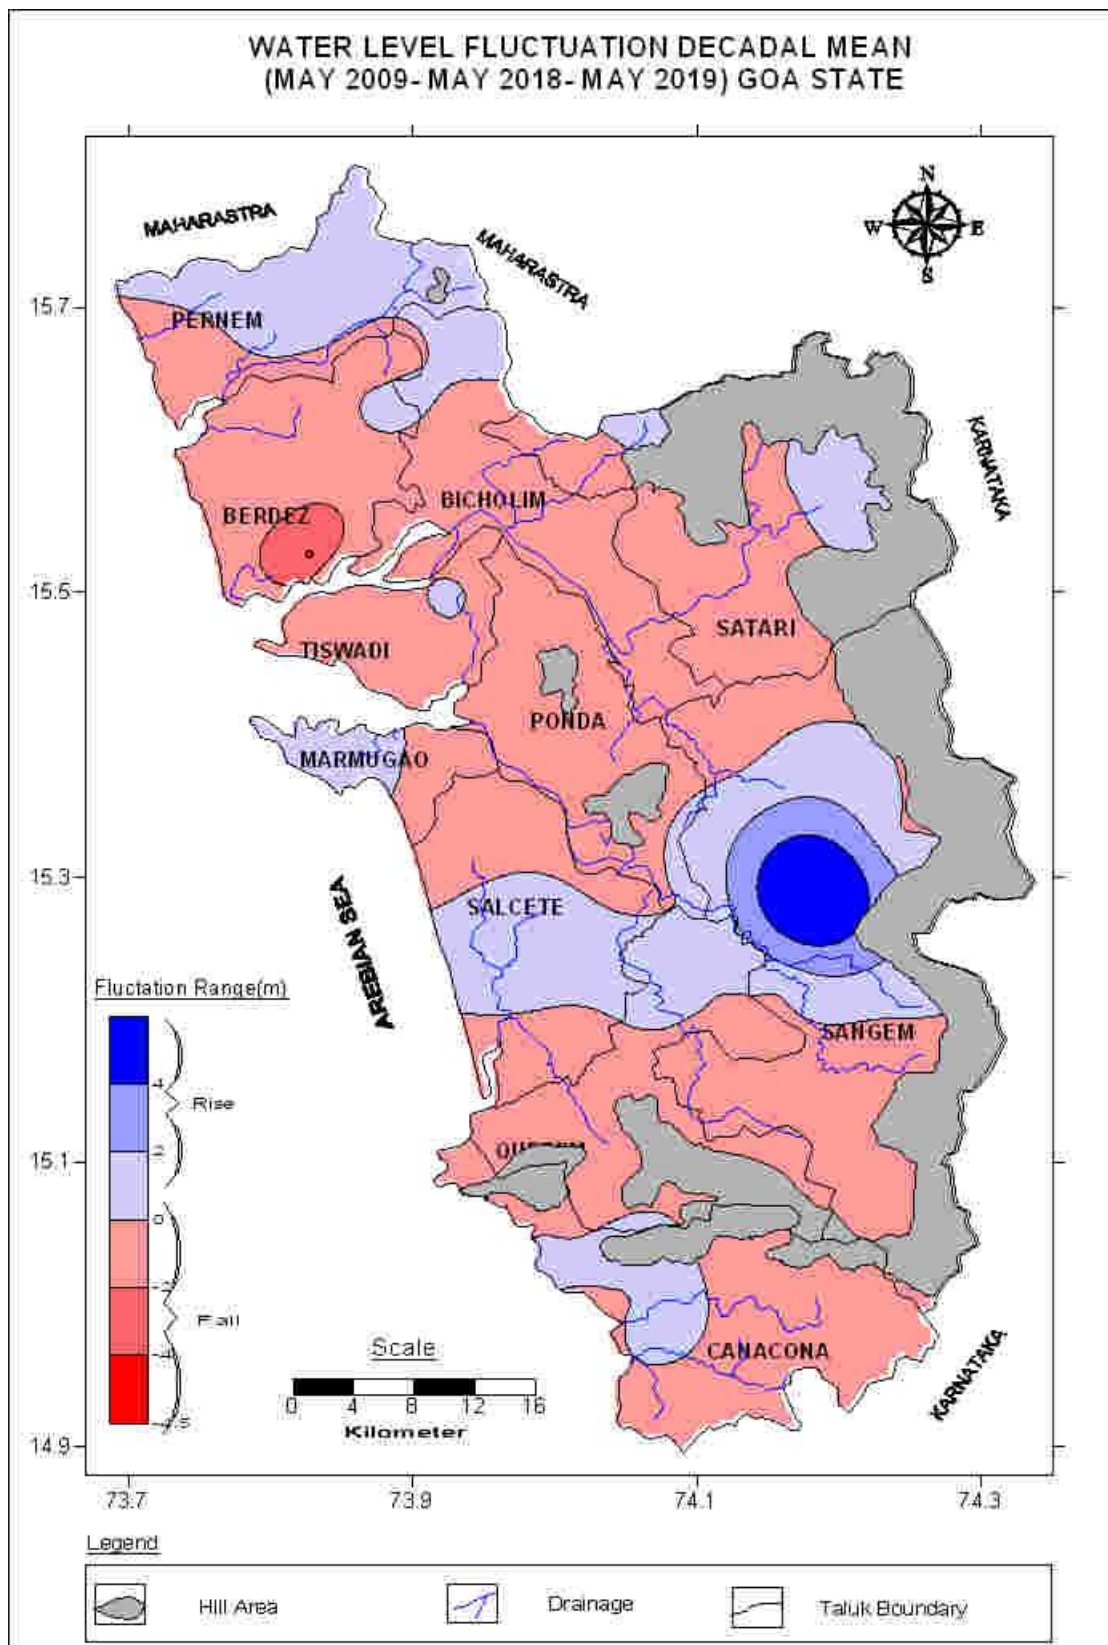 WATER LEVEL FLUCTUATION DECADAL MEAN
(MAY 2009- MAY 2018- MAY 2019) GOA STATE
N
W E
S
MAHARASTRA
MAHARASTRA
15.7
PERNEM
KARNATAKA
BICHOLIM
BERDEZ
15.6
SATARI
TISWADI
PONDA
MARMUGAO
15.3
SALCETE
AREBIAN SEA
Fluctation Range(m)
SANGEM
4
Rise
2
15.1
0
-2
Fall
-4
Scale
CANACONA
KARNATAKA
0 4 8 12 16
Kilometer
14.9
73.7 73.9 74.1 74.3
Legend
Hill Area
Drainage
Taluk Boundary